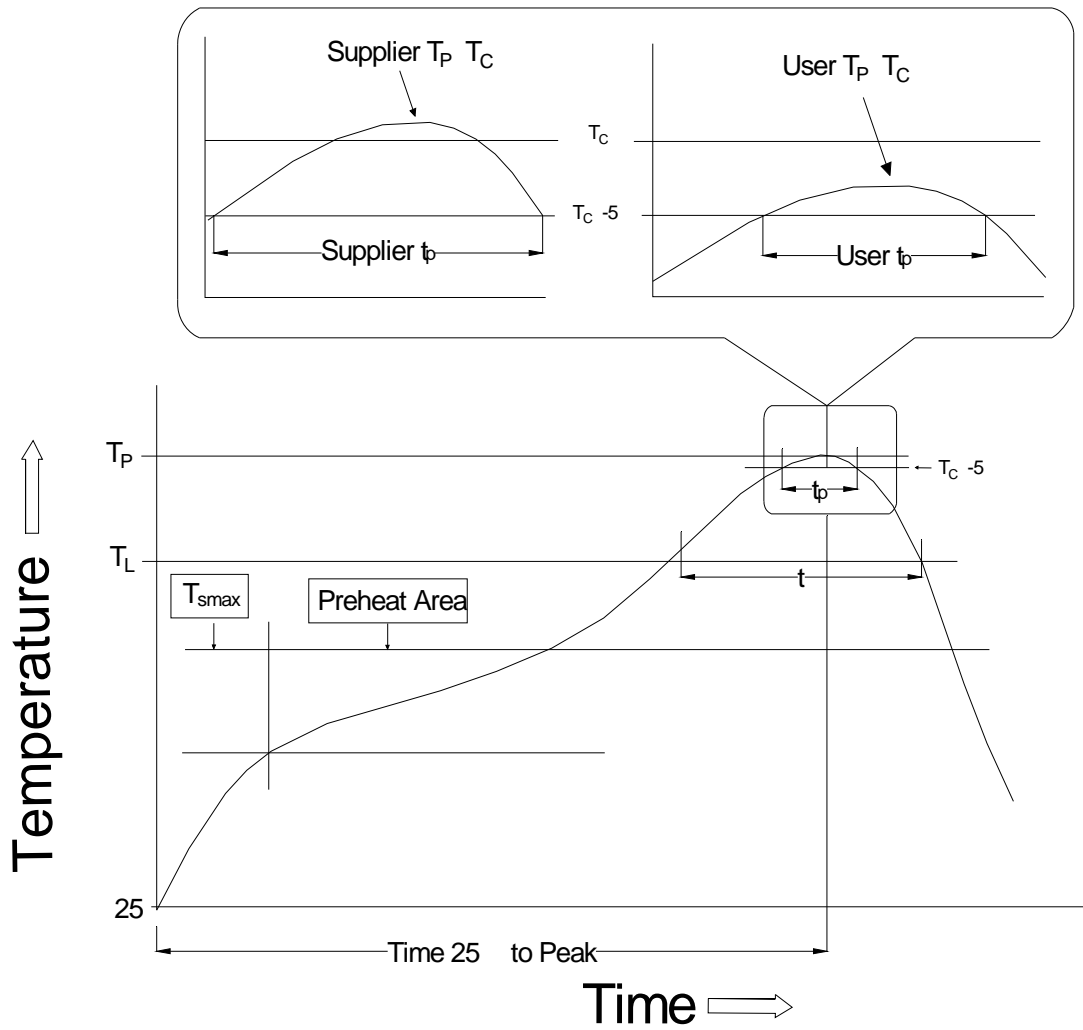 Supplier TP TC
User TP TC
TC
TC -5
Supplier tp
User tp
TP
TC -5
tp
TL
t
Tsmax
Preheat Area
Temperature
25
Time 25 to Peak
Time